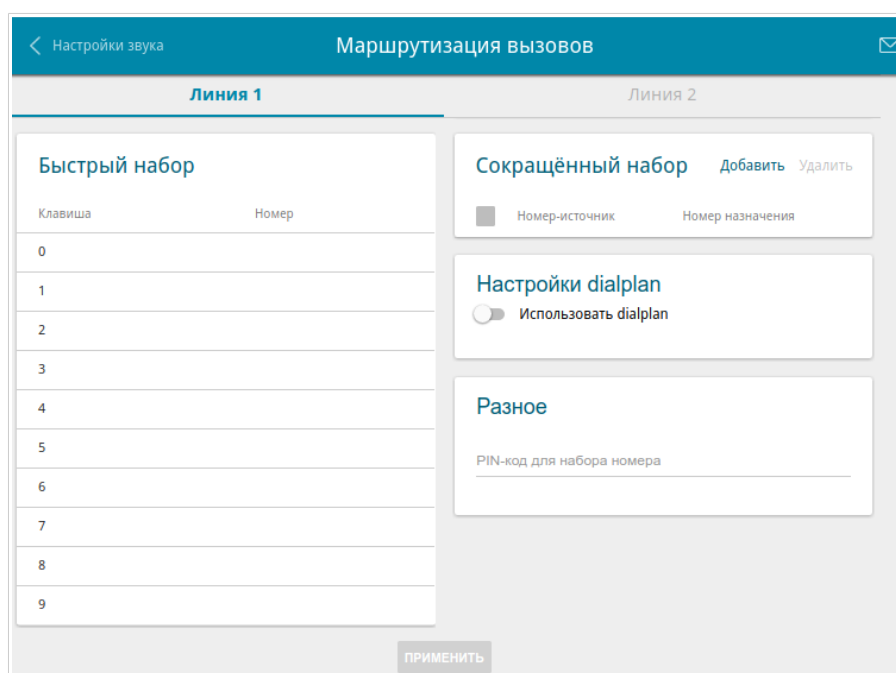 Настройки звука
Маршрутизация вызовов
Линия 1
Линия 2
Быстрый набор
Клавиша Номер
0
1
2
3
4
5
6
7
8
9
Сокращённый набор Добавить Удалить
Номер-источник Номер назначения
Настройки dialplan
Использовать dialplan
Разное
PIN-код для набора номера
ПРИМЕНИТЬ